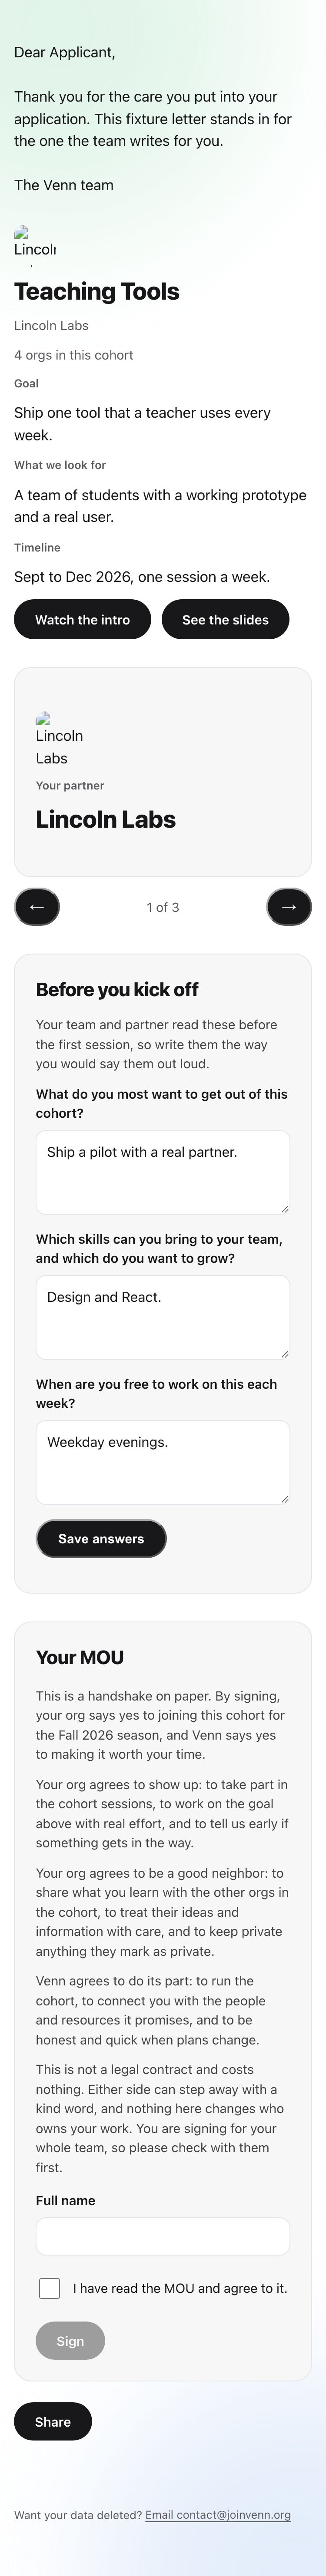 Dear Applicant,
Thank you for the care you put into your
application. This fixture letter stands in for
the one the team writes for you.
The Venn team
Lincoln
Teaching Tools
Lincoln Labs
4 orgs in this cohort
Goal
Ship one tool that a teacher uses every
week.
What we look for
A team of students with a working prototype
and a real user.
Timeline
Sept to Dec 2026, one session a week.
Watch the intro
See the slides
Lincoln
Labs
Your partner
Lincoln Labs
←
1 of 3
→
Before you kick off
Your team and partner read these before
the first session, so write them the way
you would say them out loud.
What do you most want to get out of this
cohort?
Ship a pilot with a real partner.
Which skills can you bring to your team,
and which do you want to grow?
Design and React.
When are you free to work on this each
week?
Weekday evenings.
Save answers
Your MOU
This is a handshake on paper. By signing,
your org says yes to joining this cohort for
the Fall 2026 season, and Venn says yes
to making it worth your time.
Your org agrees to show up: to take part in
the cohort sessions, to work on the goal
above with real effort, and to tell us early if
something gets in the way.
Your org agrees to be a good neighbor: to
share what you learn with the other orgs in
the cohort, to treat their ideas and
information with care, and to keep private
anything they mark as private.
Venn agrees to do its part: to run the
cohort, to connect you with the people
and resources it promises, and to be
honest and quick when plans change.
This is not a legal contract and costs
nothing. Either side can step away with a
kind word, and nothing here changes who
owns your work. You are signing for your
whole team, so please check with them
first.
Full name
I have read the MOU and agree to it.
Sign
Share
Want your data deleted? Email contact@joinvenn.org